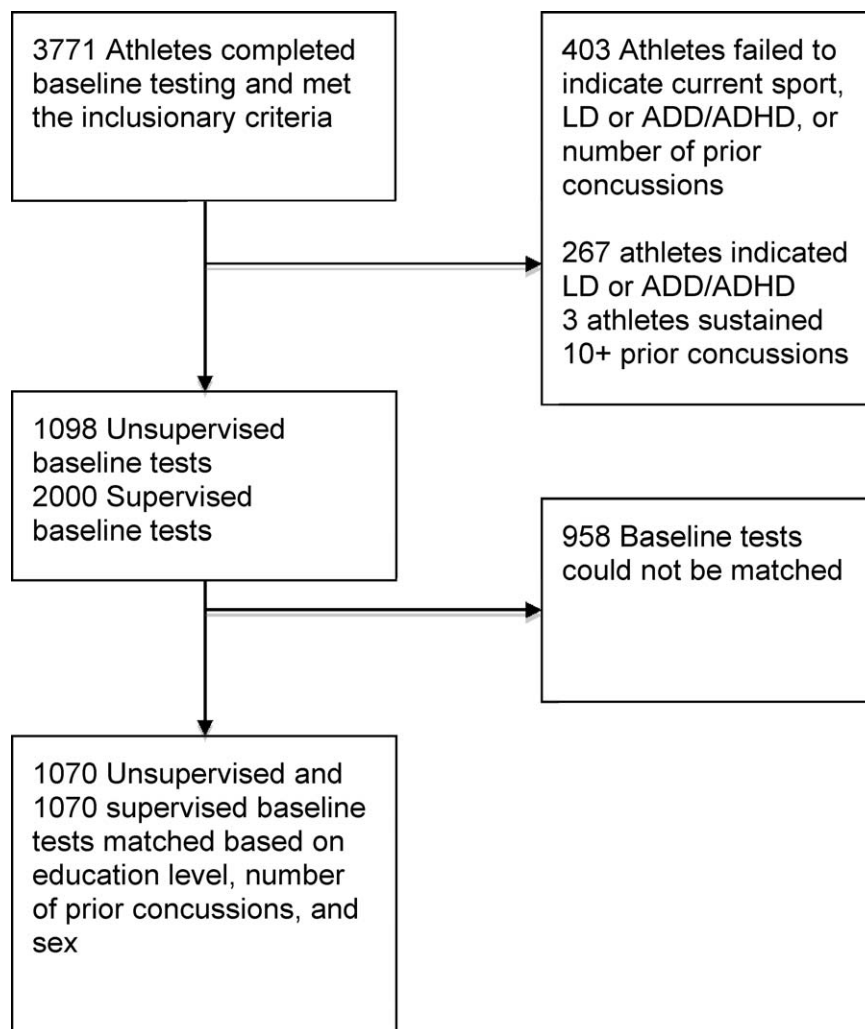 3771 Athletes completed
baseline testing and met
the inclusionary criteria
403 Athletes failed to
indicate current sport,
LD or ADD/ADHD, or
number of prior
concussions
267 athletes indicated
LD or ADD/ADHD
3 athletes sustained
10+ prior concussions
1098 Unsupervised
baseline tests
2000 Supervised
baseline tests
958 Baseline tests
could not be matched
1070 Unsupervised and
1070 supervised baseline
tests matched based on
education level, number
of prior concussions, and
sex